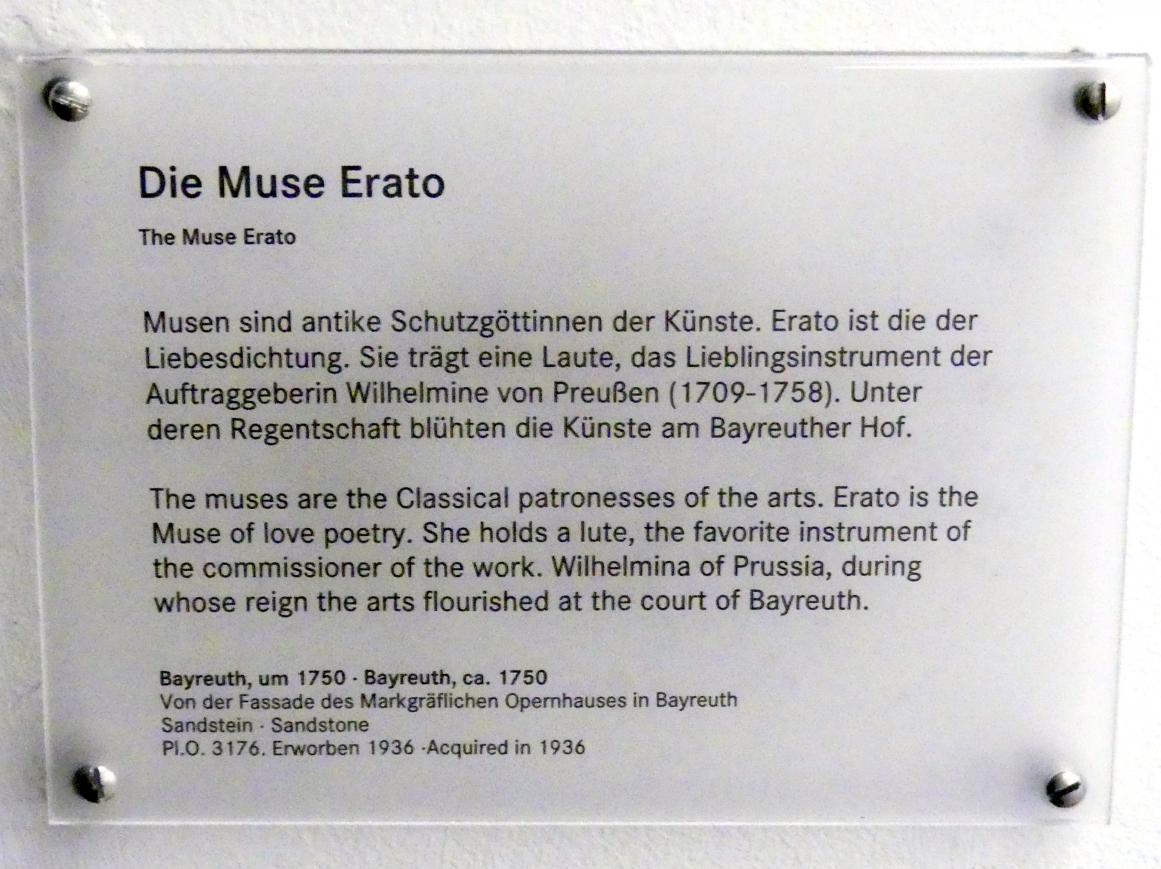 Die Muse Erato
The Muse Erato
Musen sind antike Schutzgöttinnen der Künste. Erato ist die der
Liebesdichtung. Sie trägt eine Laute, das Lieblingsinstrument der
Auftraggeberin Wilhelmine von Preußen (1709-1758). Unter
deren Regentschaft blühten die Künste am Bayreuther Hof.
The muses are the Classical patronesses of the arts. Erato is the
Muse of love poetry. She holds a lute, the favorite instrument of
the commissioner of the work. Wilhelmina of Prussia, during
whose reign the arts flourished at the court of Bayreuth.
Bayreuth, um 1750 · Bayreuth, ca. 1750
Von der Fassade des Markgräflichen Opernhauses in Bayreuth
Sandstein · Sandstone
Pl.O. 3176. Erworben 1936 ·Acquired in 1936